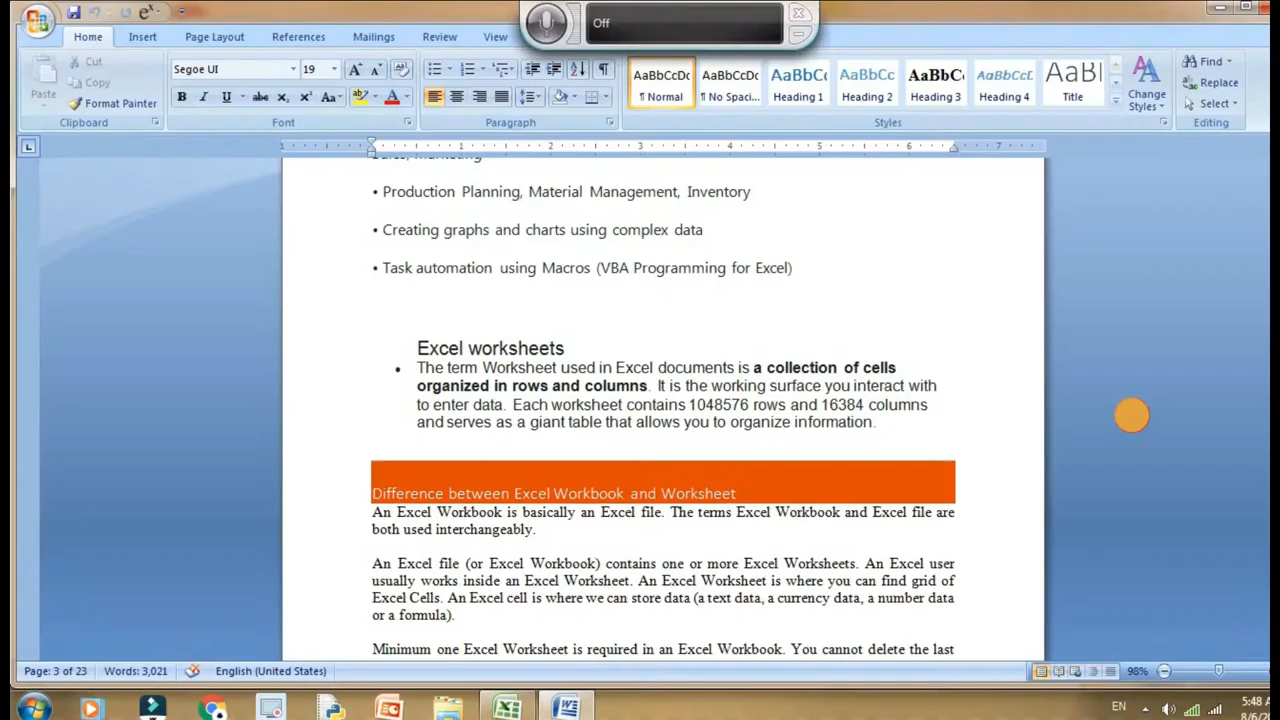 Off
Home Insert Page Layout References Mailings Review View
Cut
Copy
Paste
Format Painter
Clipboard
Segoe UI 19
Font
Paragraph
AaBbCcDc AaBbCcDc AaBbC AaBbCc AaBbC AaBbCcL AaBl
¶ Normal ¶ No Spaci... Heading 1 Heading 2 Heading 3 Heading 4 Title
Change Styles
Styles
Find
Replace
Select
Editing
1 1 2 3 4 5 6 7
• Production Planning, Material Management, Inventory
• Creating graphs and charts using complex data
• Task automation using Macros (VBA Programming for Excel)
Excel worksheets
• The term Worksheet used in Excel documents is a collection of cells
organized in rows and columns. It is the working surface you interact with
to enter data. Each worksheet contains 1048576 rows and 16384 columns
and serves as a giant table that allows you to organize information.
Difference between Excel Workbook and Worksheet
An Excel Workbook is basically an Excel file. The terms Excel Workbook and Excel file are
both used interchangeably.
An Excel file (or Excel Workbook) contains one or more Excel Worksheets. An Excel user
usually works inside an Excel Worksheet. An Excel Worksheet is where you can find grid of
Excel Cells. An Excel cell is where we can store data (a text data, a currency data, a number data
or a formula).
Minimum one Excel Worksheet is required in an Excel Workbook. You cannot delete the last
Page: 3 of 23 Words: 3,021 English (United States) 98%
EN 5:48